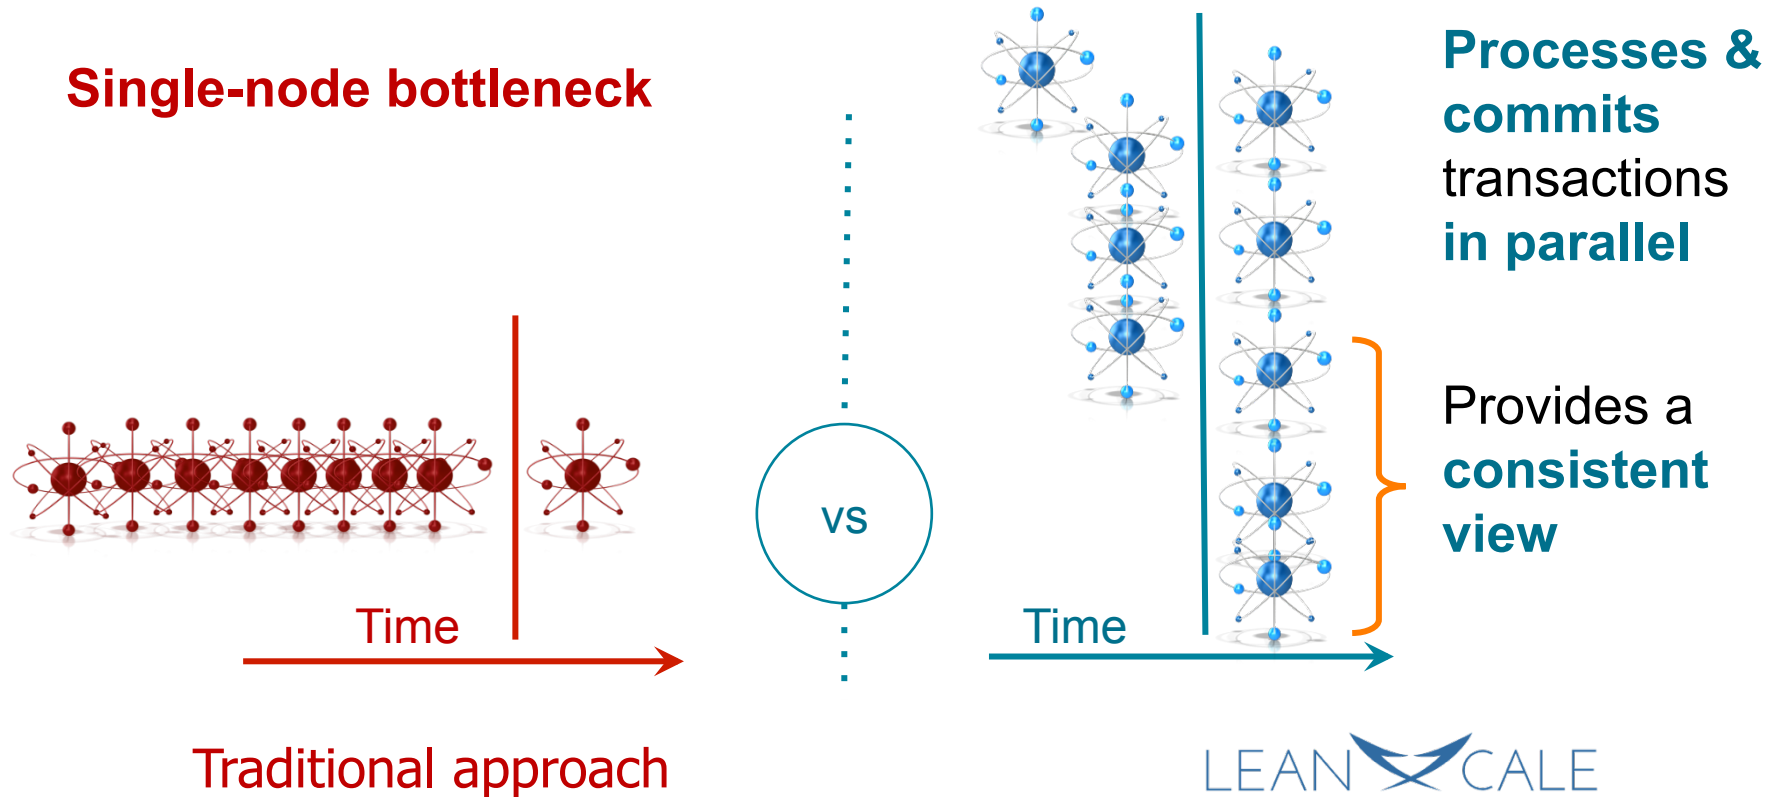 Single-node bottleneck
Time
Traditional approach
vs
Processes &
commits
transactions
in parallel
Provides a
consistent
view
Time
LEANXCALE